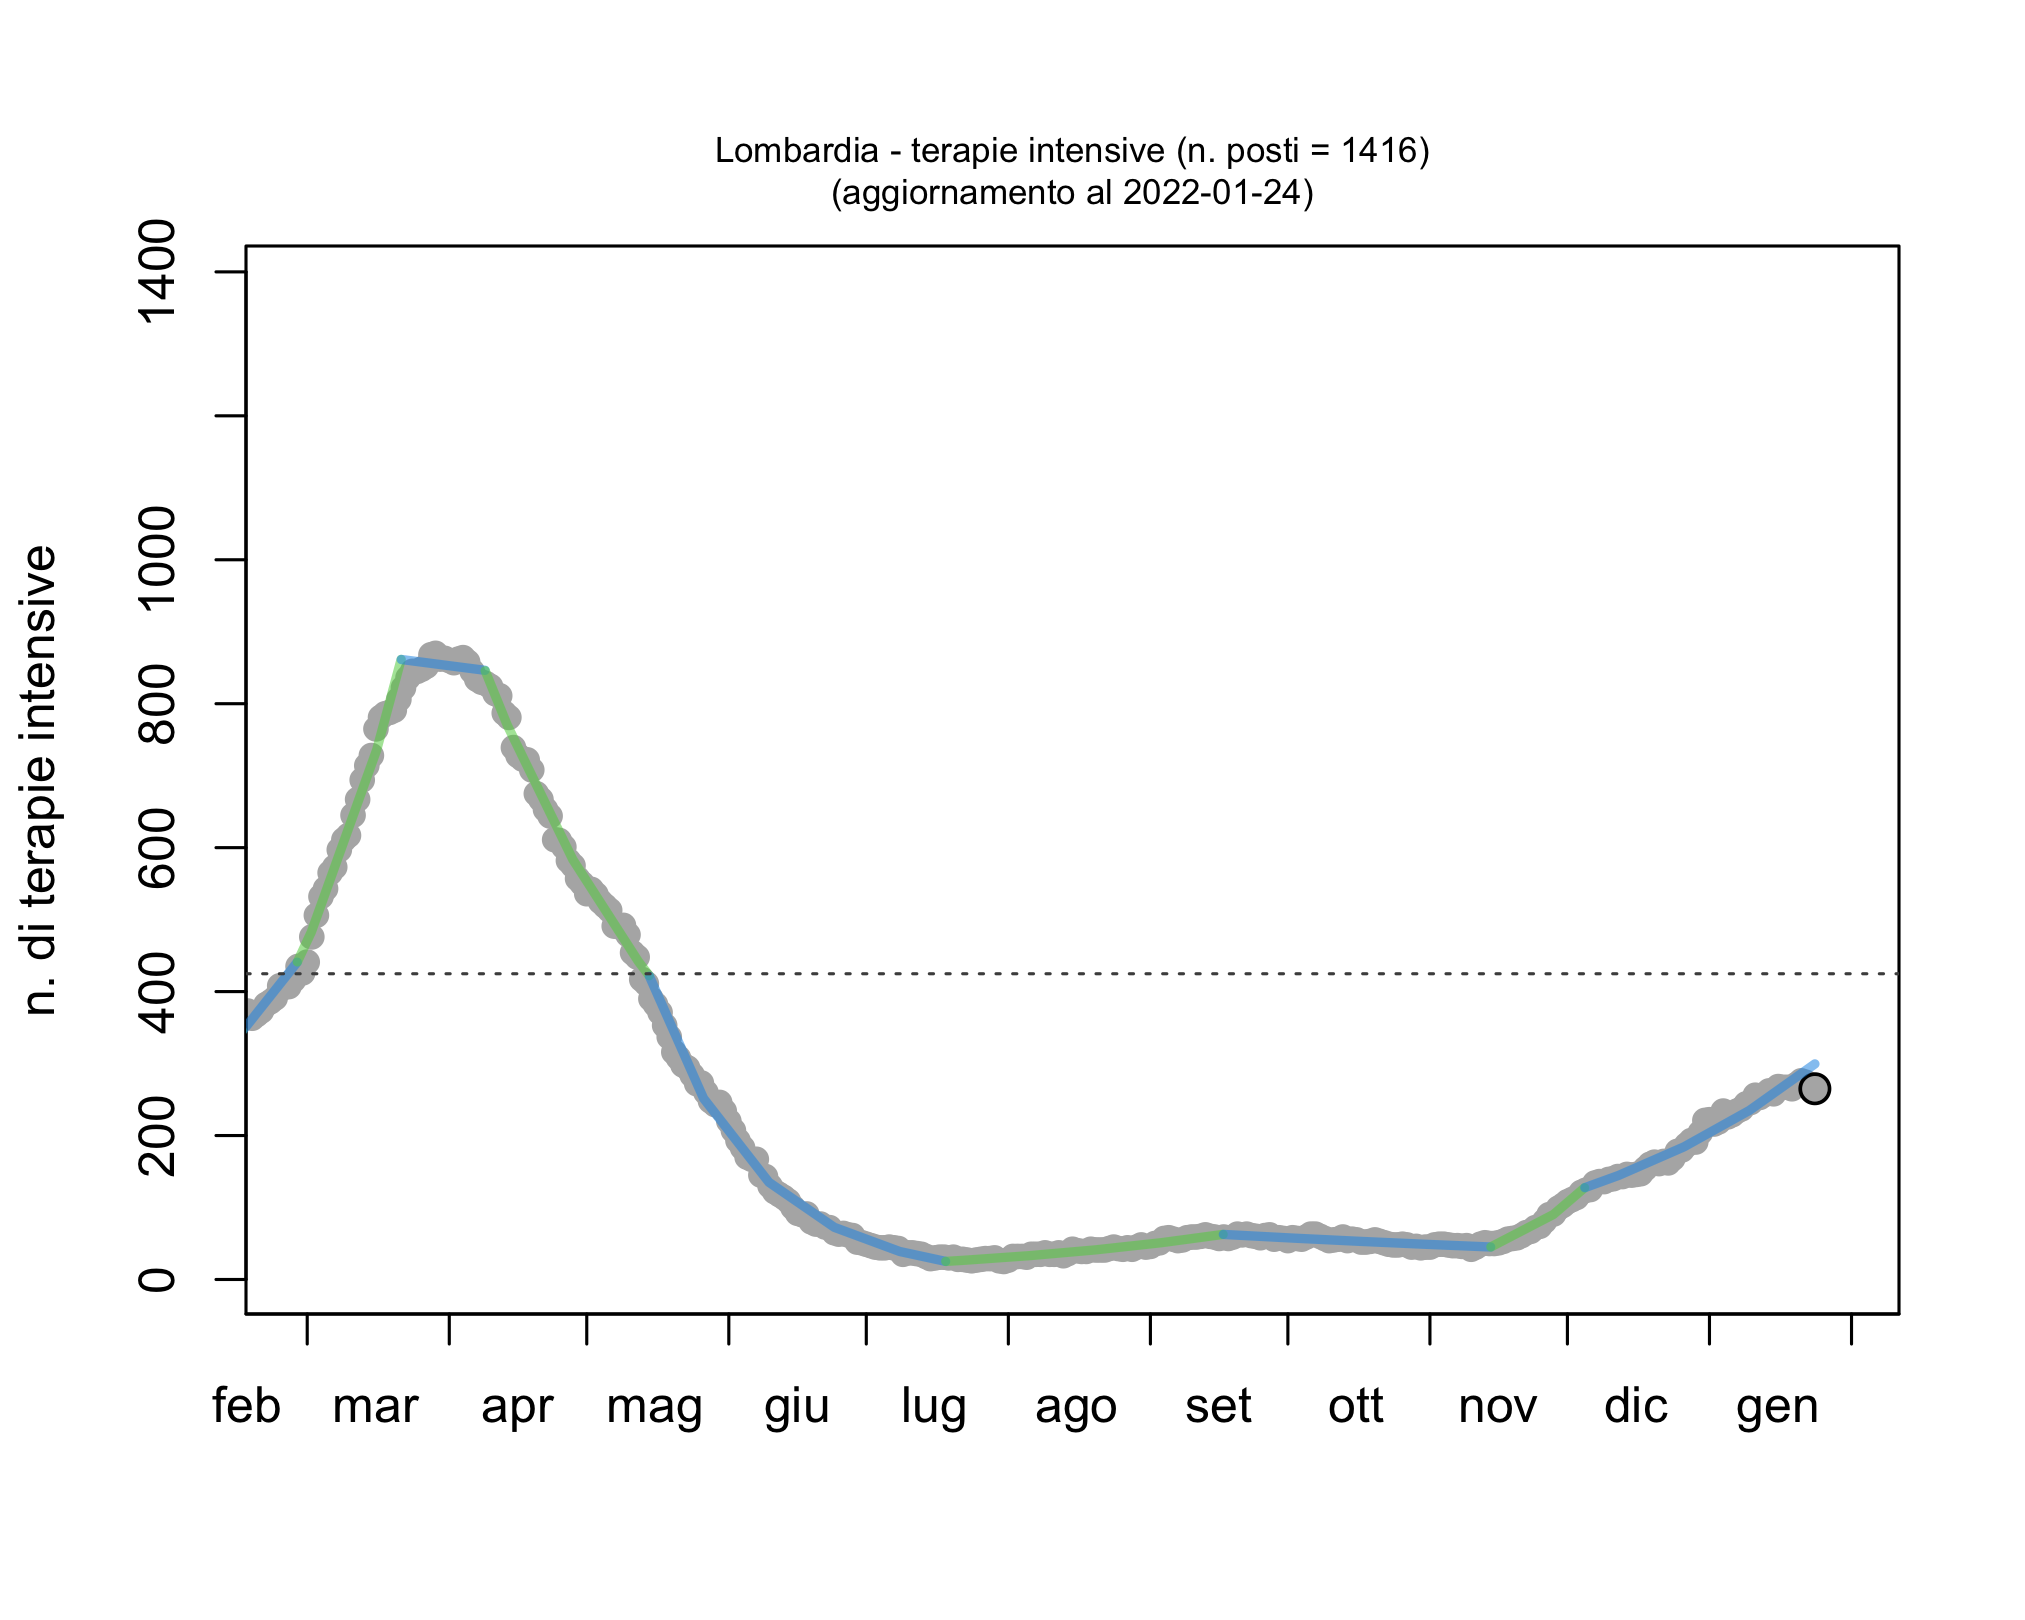 Lombardia - terapie intensive (n. posti = 1416)
(aggiornamento al 2022-01-24)
n. di terapie intensive
1400
1000
800
600
400
200
0
feb mar apr mag giu lug ago set ott nov dic gen